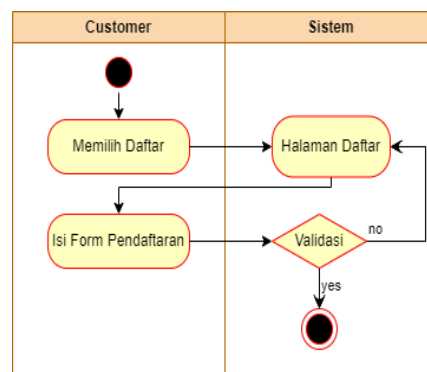 Customer
Sistem
Memilih Daftar
Halaman Daftar
Isi Form Pendaftaran
Validasi
no
yes